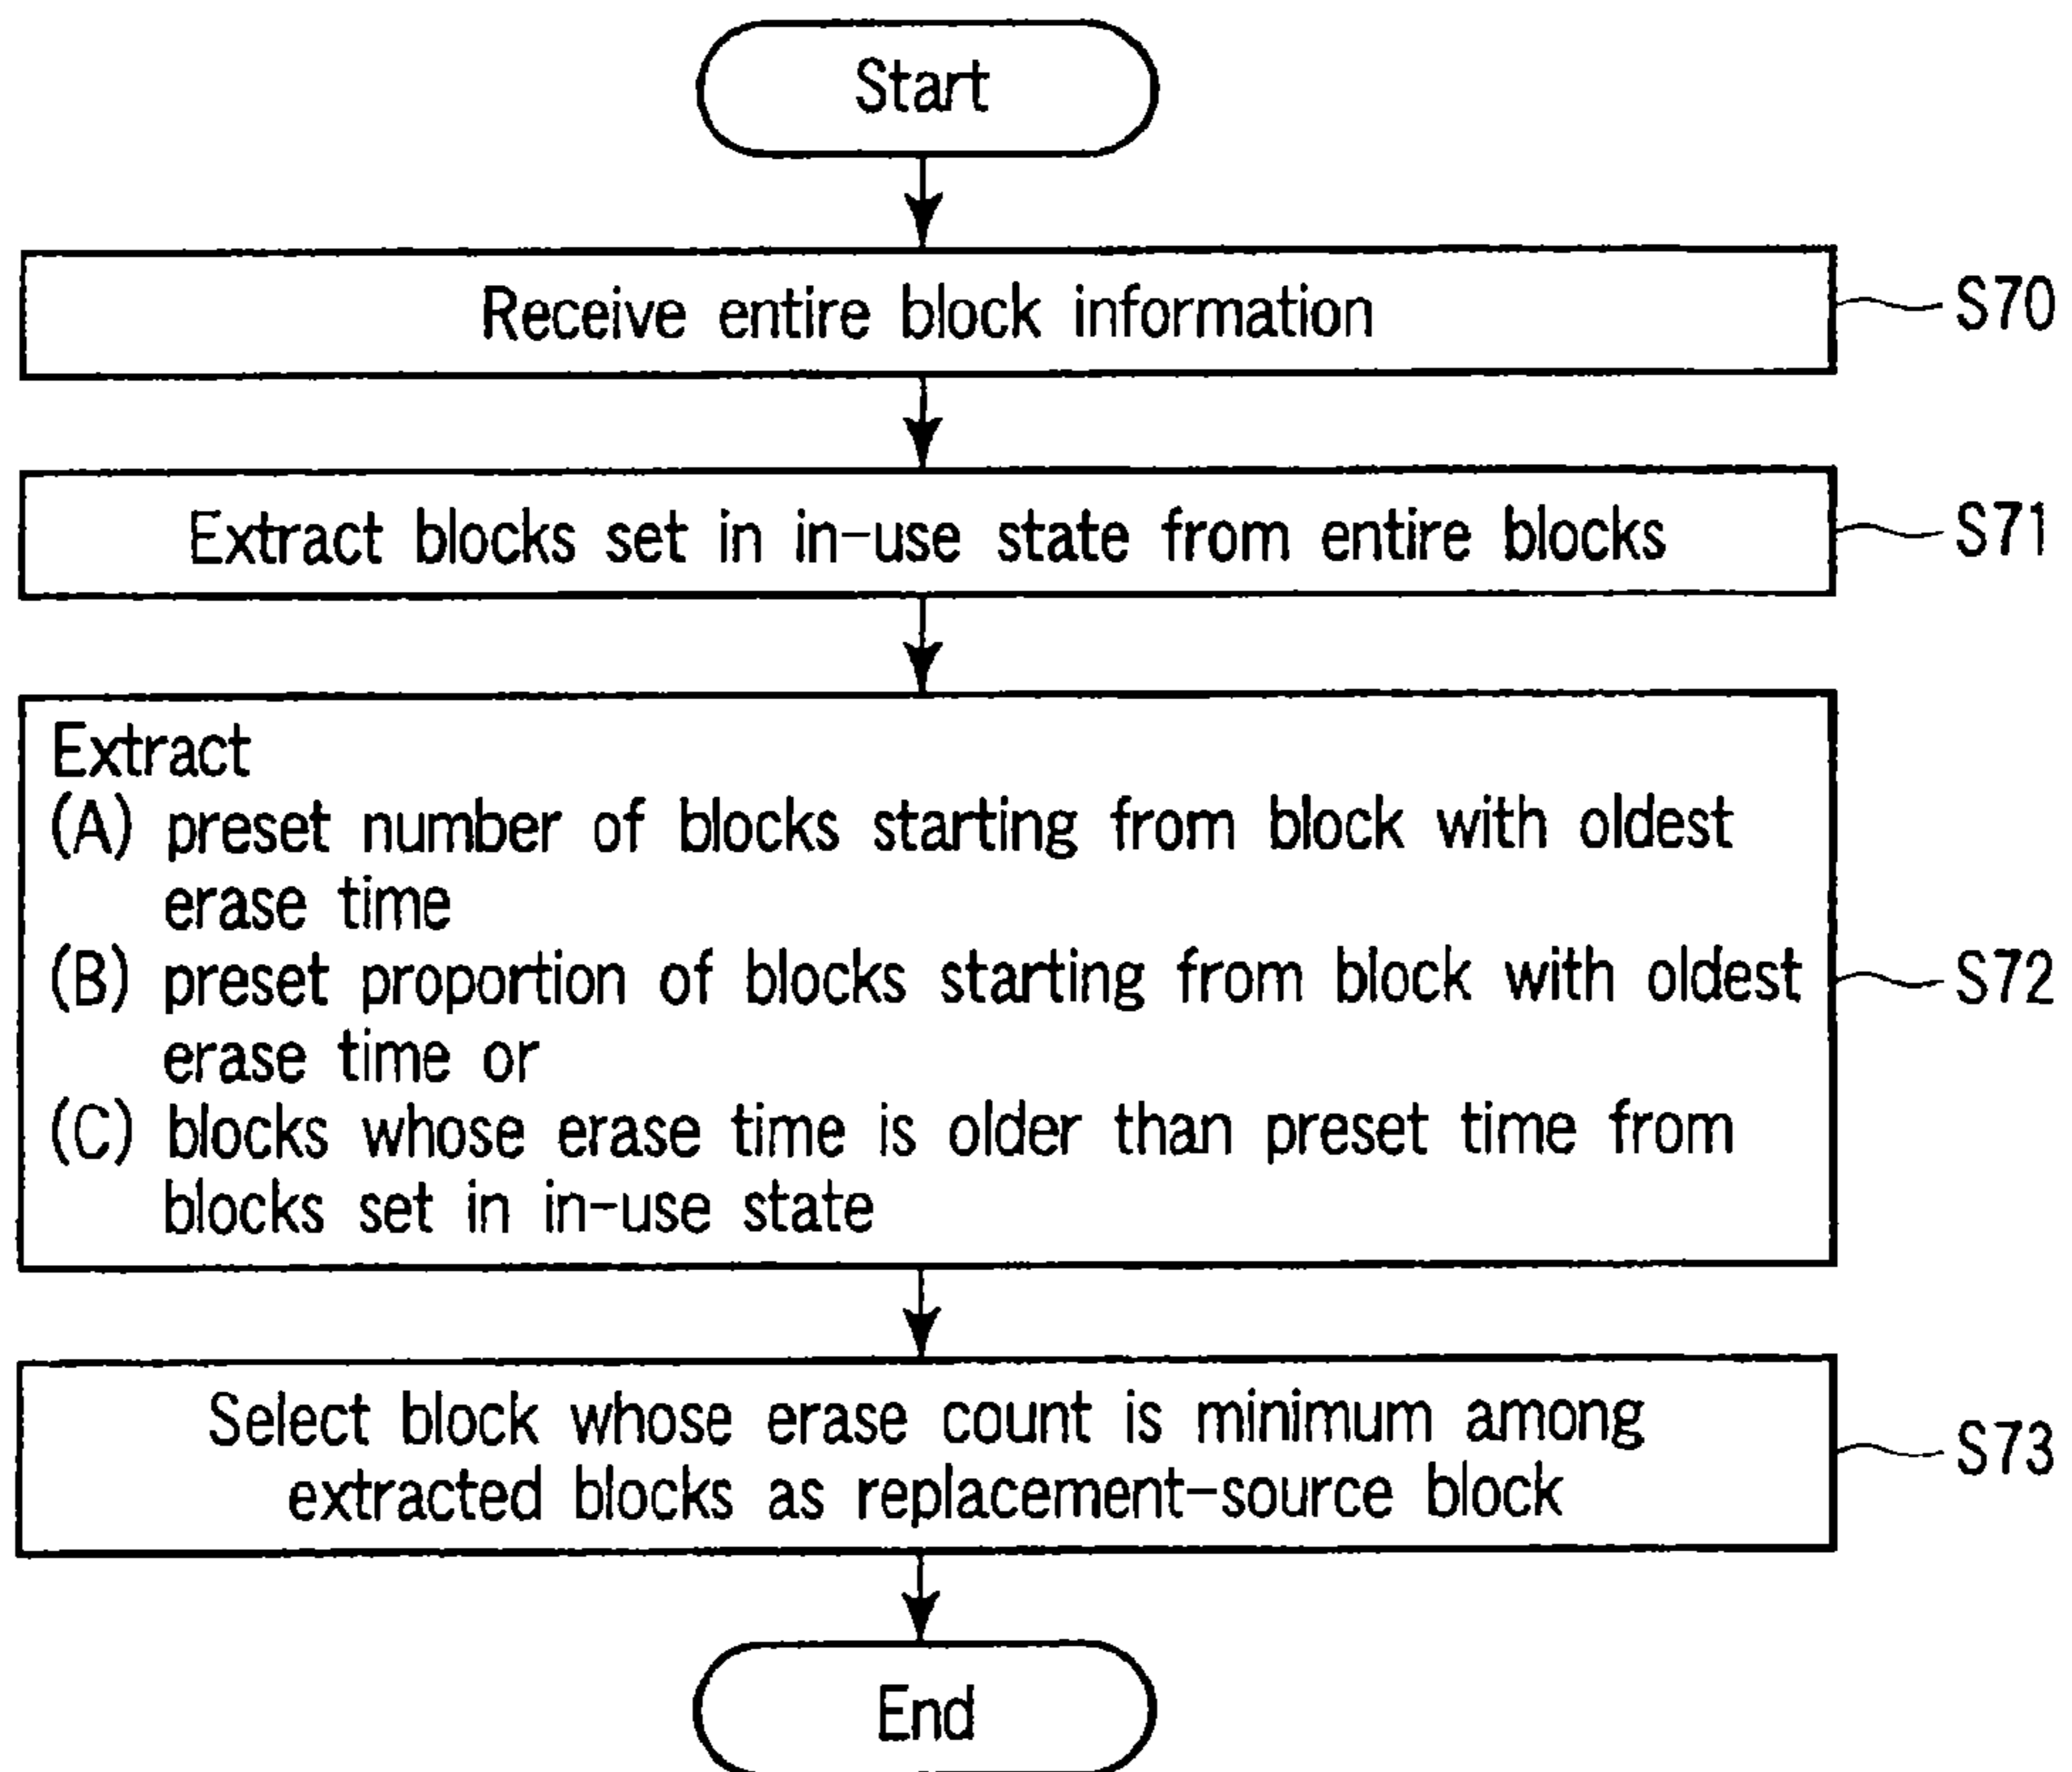 Start
Receive entire block information
S70
Extract blocks set in in-use state from entire blocks
S71
Extract
(A) preset number of blocks starting from block with oldest
erase time
(B) preset proportion of blocks starting from block with oldest
erase time or
(C) blocks whose erase time is older than preset time from
blocks set in in-use state
S72
Select block whose erase count is minimum among
extracted blocks as replacement-source block
S73
End